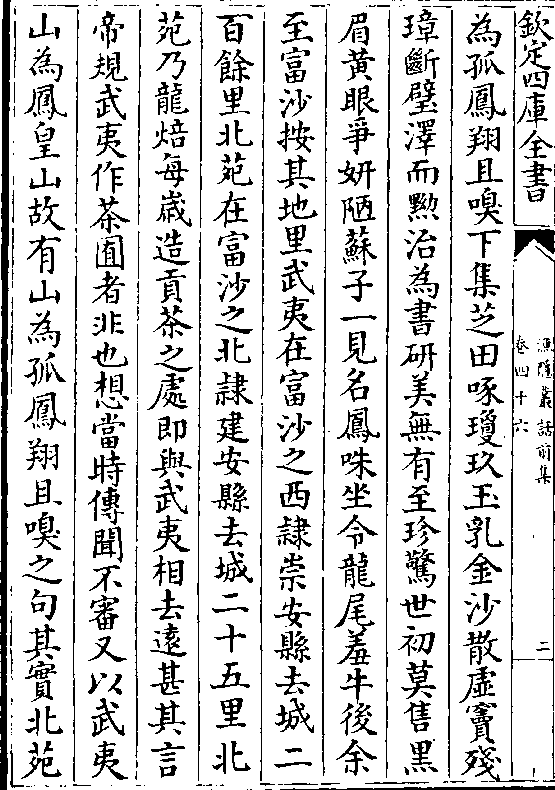 欽定四庫全書
漁隱叢話前集
卷四十六
三
為孤鳳翔且嗅下集芝田啄瓊玖玉乳金沙散虛竇殘
璋斷璧澤而黝治為書研美無有至珍驚世初莫售黑
眉黃眼爭妍陋蘇子一見名鳳咮坐令龍尾羞牛後余
至富沙按其地里武夷在富沙之西隷崇安縣去城二
百餘里北苑在富沙之北隷建安縣去城二十五里北
苑乃龍焙每歲造貢茶之處即與武夷相去遠甚其言
帝規武夷作茶囿者非也想當時傳聞不審又以武夷
山為鳳皇山故有山為孤鳳翔且嗅之句其實北苑